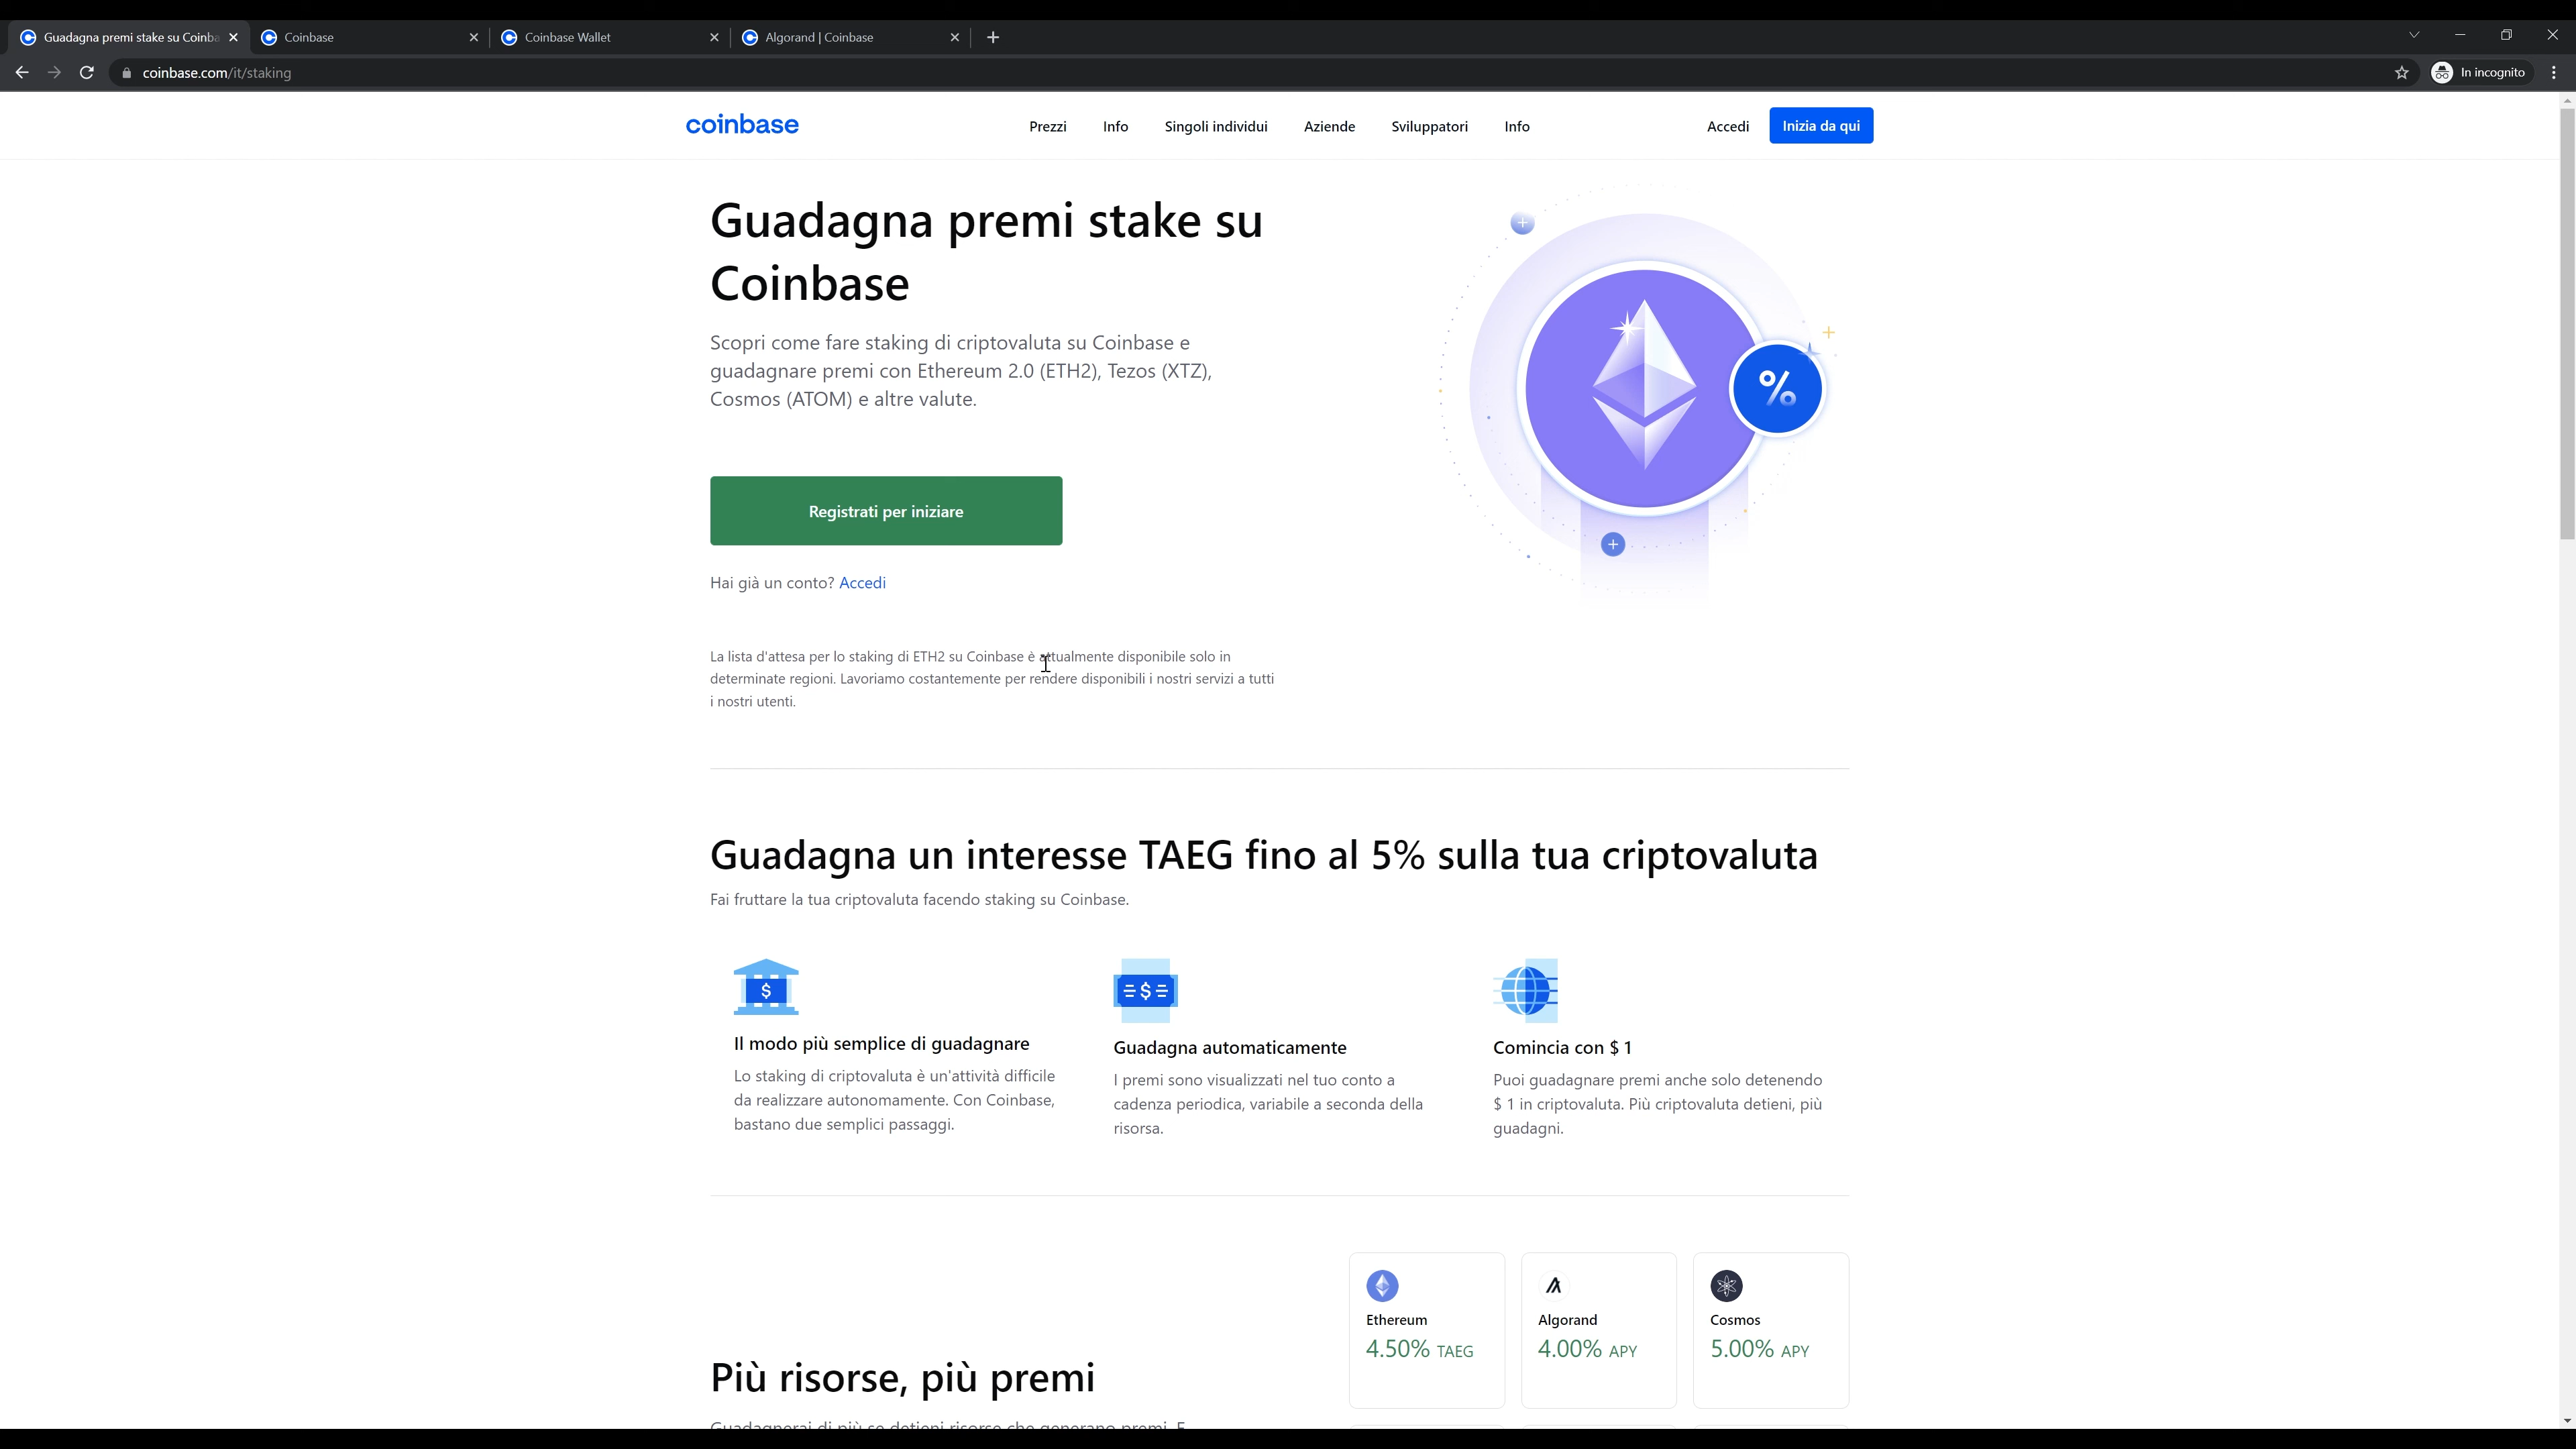 Guadagna premi stake su Coinba
Coinbase
Coinbase Wallet
Algorand | Coinbase
coinbase.com/it/staking
In incognito
coinbase
Prezzi
Info
Singoli individui
Aziende
Sviluppatori
Info
Accedi
Inizia da qui
Guadagna premi stake su
Coinbase
Scopri come fare staking di criptovaluta su Coinbase e
guadagnare premi con Ethereum 2.0 (ETH2), Tezos (XTZ),
Cosmos (ATOM) e altre valute.
%
Registrati per iniziare
Hai già un conto? Accedi
La lista d'attesa per lo staking di ETH2 su Coinbase è attualmente disponibile solo in
determinate regioni. Lavoriamo costantemente per rendere disponibili i nostri servizi a tutti
i nostri utenti.
Guadagna un interesse TAEG fino al 5% sulla tua criptovaluta
Fai fruttare la tua criptovaluta facendo staking su Coinbase.
Il modo più semplice di guadagnare
Lo staking di criptovaluta è un'attività difficile
da realizzare autonomamente. Con Coinbase,
bastano due semplici passaggi.
Guadagna automaticamente
I premi sono visualizzati nel tuo conto a
cadenza periodica, variabile a seconda della
risorsa.
Comincia con $ 1
Puoi guadagnare premi anche solo detenendo
$ 1 in criptovaluta. Più criptovaluta detieni, più
guadagni.
Ethereum
4.50% TAEG
Algorand
4.00% APY
Cosmos
5.00% APY
Più risorse, più premi
Guadagnerai di più se detieni risorse che generano premi. E